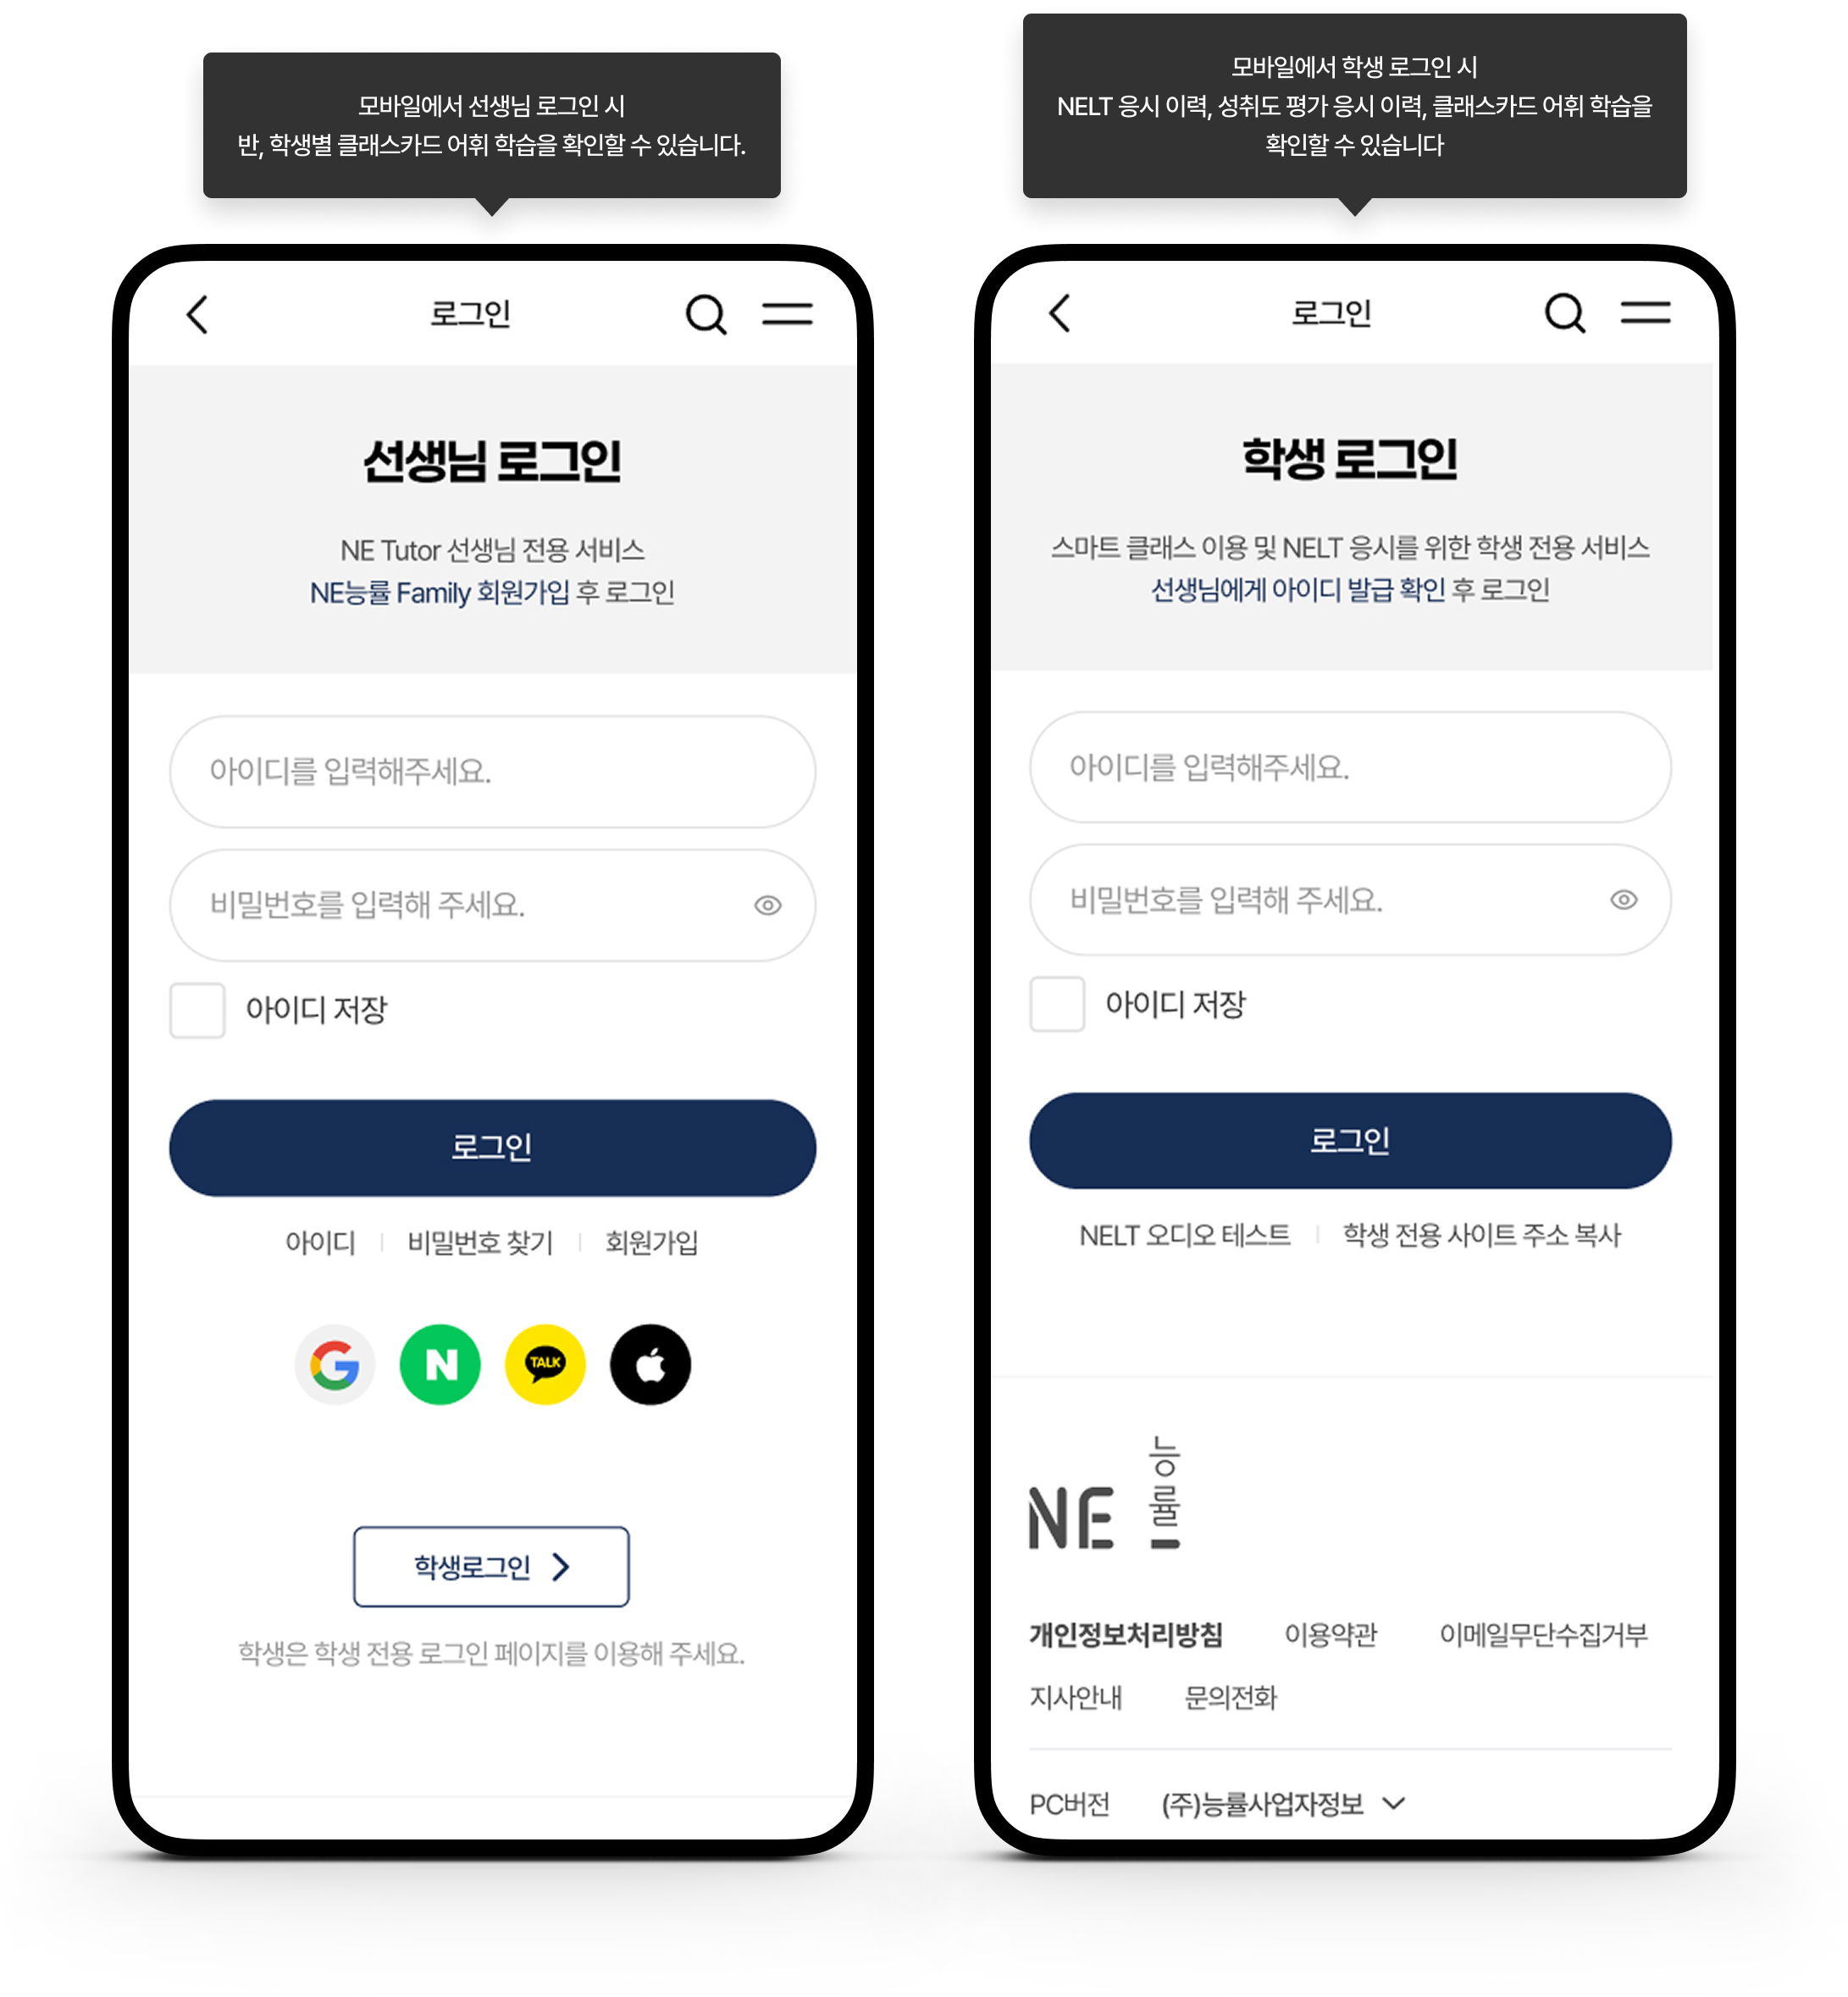 모바일에서 선생님 로그인 시
반, 학생별 클래스카드 어휘 학습을 확인할 수 있습니다.
로그인
선생님 로그인
NE Tutor 선생님 전용 서비스
NE능률 Family 회원가입 후 로그인
아이디를 입력해주세요.
비밀번호를 입력해 주세요.
아이디 저장
로그인
아이디 | 비밀번호 찾기 | 회원가입
N
TALK
학생로그인
학생은 학생 전용 로그인 페이지를 이용해 주세요.
모바일에서 학생 로그인 시
NELT 응시 이력, 성취도 평가 응시 이력, 클래스카드 어휘 학습을
확인할 수 있습니다
로그인
학생 로그인
스마트 클래스 이용 및 NELT 응시를 위한 학생 전용 서비스
선생님에게 아이디 발급 확인 후 로그인
아이디를 입력해주세요.
비밀번호를 입력해 주세요.
아이디 저장
로그인
NELT 오디오 테스트 | 학생 전용 사이트 주소 복사
NE 능률
개인정보처리방침 이용약관 이메일무단수집거부
지사안내 문의전화
PC버전 (주)능률사업자정보